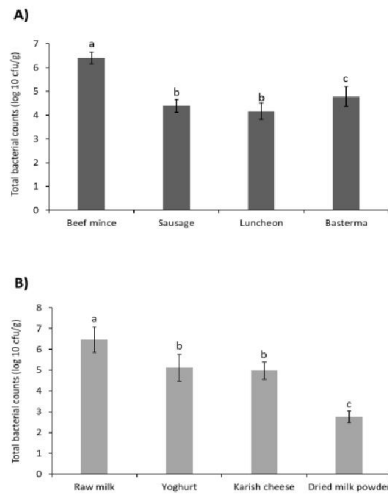 A)
Total bacterial counts (log 10 cfu/g)
7
6
5
4
3
2
1
0
a
b
b
c
Beef mince Sausage Luncheon Basterma
B)
Total bacterial counts (log 10 cfu/g)
8
7
6
5
4
3
2
1
0
a
b
b
c
Raw milk Yoghurt Karish cheese Dried milk powder